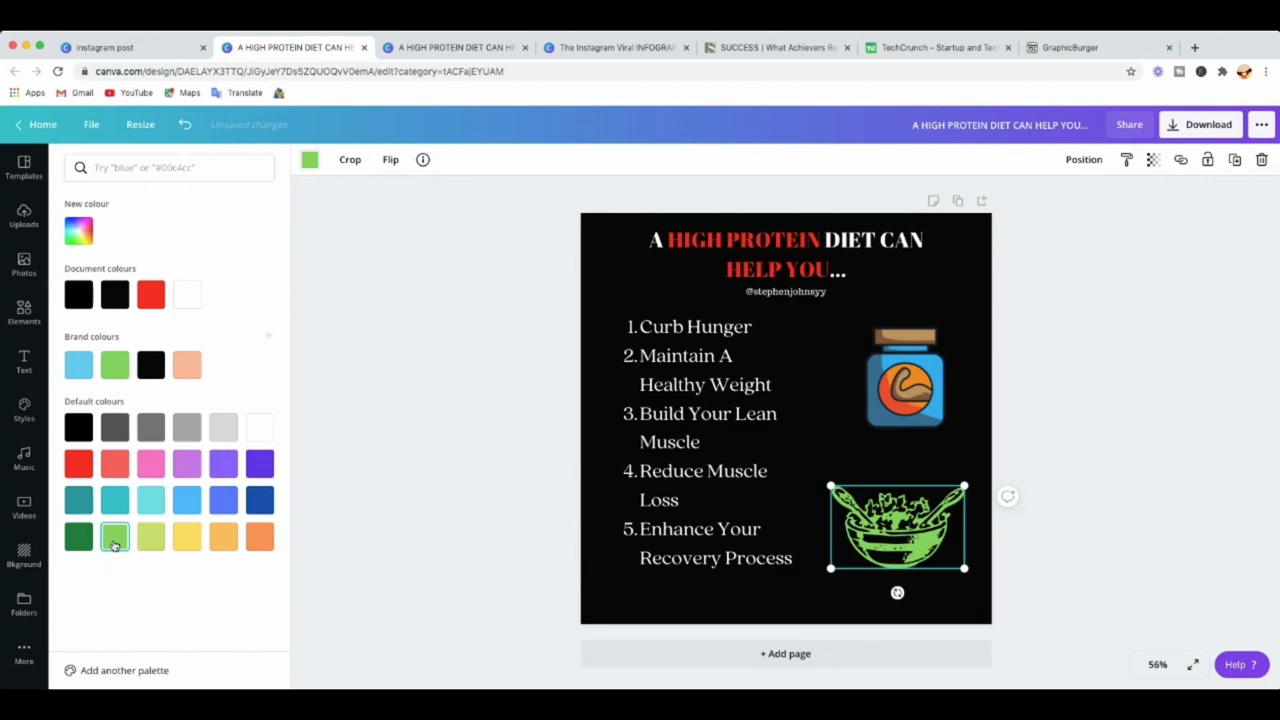 instagram post
A HIGH PROTEIN DIET CAN HE
A HIGH PROTEIN DIET CAN HE
The Instagram Viral INFOGRAP
SUCCESS | What Achievers Re
TechCrunch – Startup and Tec
GraphicBurger
canva.com/design/DAELAYX3TTQ/JiGyJeY7Ds5ZQUOQvV0emA/edit?category=tACFajEYUAM
Apps
Gmail
YouTube
Maps
Translate
Home
File
Resize
Unsaved changes
A HIGH PROTEIN DIET CAN HELP YOU...
Share
Download
Templates
Uploads
Photos
Elements
Text
Styles
Music
Videos
Bkground
Folders
More
Try "blue" or "#00c4cc"
New colour
Document colours
Brand colours
Default colours
Add another palette
Crop
Flip
Position
A HIGH PROTEIN DIET CAN
HELP YOU...
@stephenjohnsyy
1. Curb Hunger
2. Maintain A
Healthy Weight
3. Build Your Lean
Muscle
4. Reduce Muscle
Loss
5. Enhance Your
Recovery Process
+ Add page
56%
Help ?